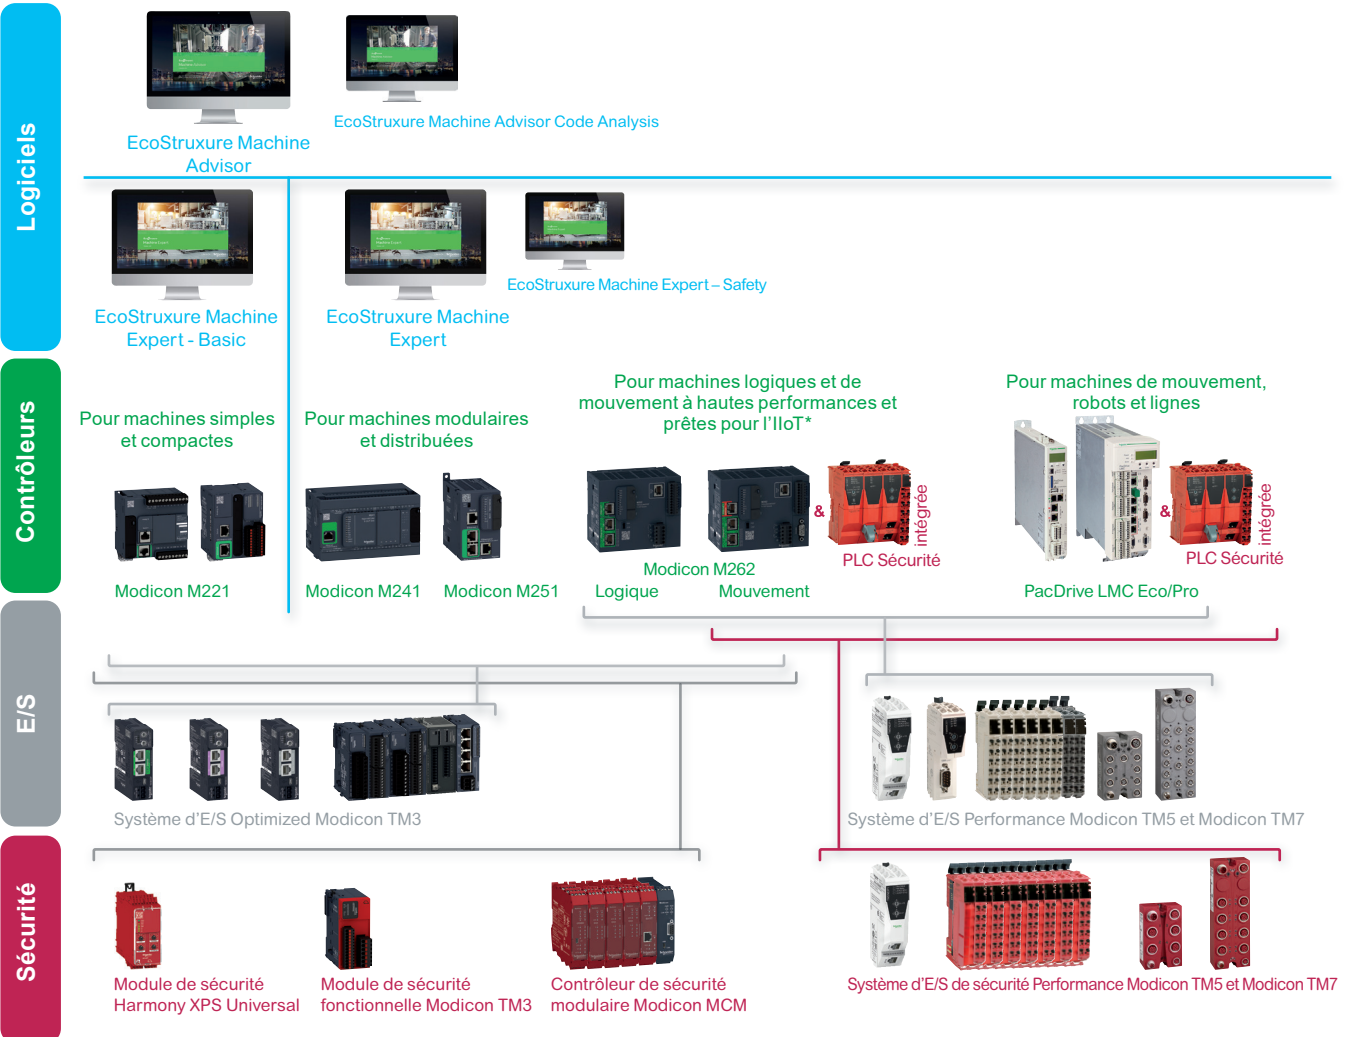 Logiciels
EcoStruxure Machine
Advisor
EcoStruxure Machine Advisor Code Analysis
EcoStruxure Machine
Expert - Basic
EcoStruxure Machine
Expert
EcoStruxure Machine Expert – Safety
Contrôleurs
Pour machines simples
et compactes
Pour machines modulaires
et distribuées
Pour machines logiques et de
mouvement à hautes performances et
prêtes pour l'IIoT*
Pour machines de mouvement,
robots et lignes
&
intégrée
PLC Sécurité
&
intégrée
PLC Sécurité
Modicon M221
Modicon M241
Modicon M251
Modicon M262
Logique
Mouvement
PacDrive LMC Eco/Pro
E/S
Système d'E/S Optimized Modicon TM3
Système d'E/S Performance Modicon TM5 et Modicon TM7
Sécurité
Module de sécurité
Harmony XPS Universal
Module de sécurité
fonctionnelle Modicon TM3
Contrôleur de sécurité
modulaire Modicon MCM
Système d'E/S de sécurité Performance Modicon TM5 et Modicon TM7